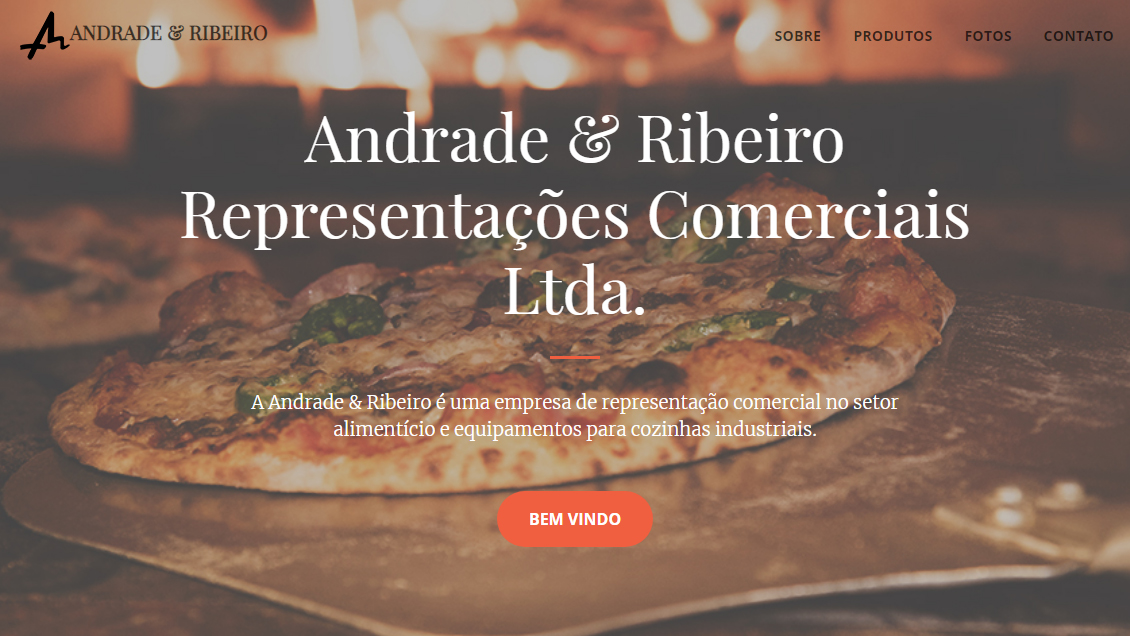 ANDRADE & RIBEIRO
SOBRE PRODUTOS FOTOS CONTATO
Andrade & Ribeiro
Representações Comerciais
Ltda.
A Andrade & Ribeiro é uma empresa de representação comercial no setor
alimentício e equipamentos para cozinhas industriais.
BEM VINDO